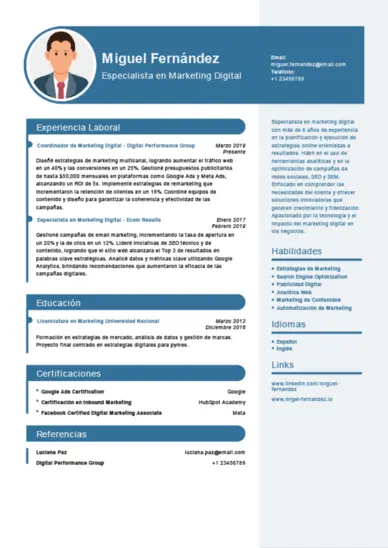 Miguel Fernández
Especialista en Marketing Digital
Email:
miguel.fernandez@email.com
Telefono:
+1 23456789
Experiencia Laboral
Coordinador de Marketing Digital - Digital Performance Group
Marzo 2019
Presente
Diseñé estrategias de marketing multicanal, logrando aumentar el tráfico web
en un 40% y las conversiones en un 25%. Gestioné presupuestos publicitarios
de hasta $50,000 mensuales en plataformas como Google Ads y Meta Ads,
alcanzando un ROI de 5x. Implementé estrategias de remarketing que
incrementaron la retención de clientes en un 15%. Coordiné equipos de
contenido y diseño para garantizar la coherencia y efectividad de las
campañas.
Especialista en Marketing Digital - Ecom Results
Enero 2017
Febrero 2019
Gestioné campañas de email marketing, incrementando la tasa de apertura en
un 20% y la de clics en un 12%. Lideré iniciativas de SEO técnico y de
contenido, logrando que el sitio web alcanzara el Top 3 de resultados en
palabras clave estratégicas. Analicé datos y métricas clave utilizando Google
Analytics, brindando recomendaciones que aumentaron la eficacia de las
campañas digitales.
Educación
Licenciatura en Marketing Universidad Nacional
Marzo 2012
Diciembre 2016
Formación en estrategias de mercado, análisis de datos y gestión de marcas.
Proyecto final centrado en estrategias digitales para pymes.
Certificaciones
* Google Ads Certification
Google
* Certificación en Inbound Marketing
HubSpot Academy
* Facebook Certified Digital Marketing Associate
Meta
Referencias
Luciana Paz
luciana.paz@email.com
Digital Performance Group
+1 23456789
Especialista en marketing digital
con más de 6 años de experiencia
en la planificación y ejecución de
estrategias online orientadas a
resultados. Hábil en el uso de
herramientas analíticas y en la
optimización de campañas de
redes sociales, SEO y SEM.
Enfocado en comprender las
necesidades del cliente y ofrecer
soluciones innovadoras que
generan crecimiento y fidelización.
Apasionado por la tecnología y el
impacto del marketing digital en
los negocios.
Habilidades
• Estrategias de Marketing
• Search Engine Optimization
• Publicidad Digital
• Analítica Web
• Marketing de Contenidos
• Automatización de Marketing
Idiomas
• Español
• Inglés
Links
www.linkedin.com/miguel-
fernandez